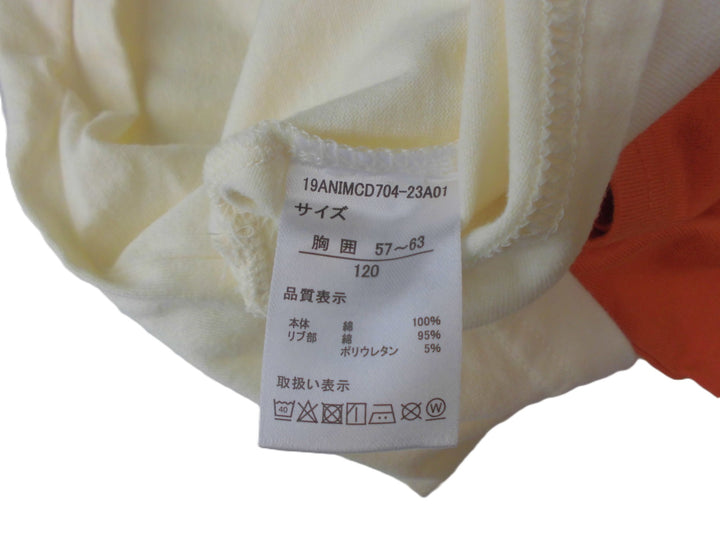 19ANIMCD704-23A01
サイズ
胸囲 57～63
120
品質表示
本体 綿 100%
リブ部 綿 95%
ポリウレタン 5%
取扱い表示
40 W